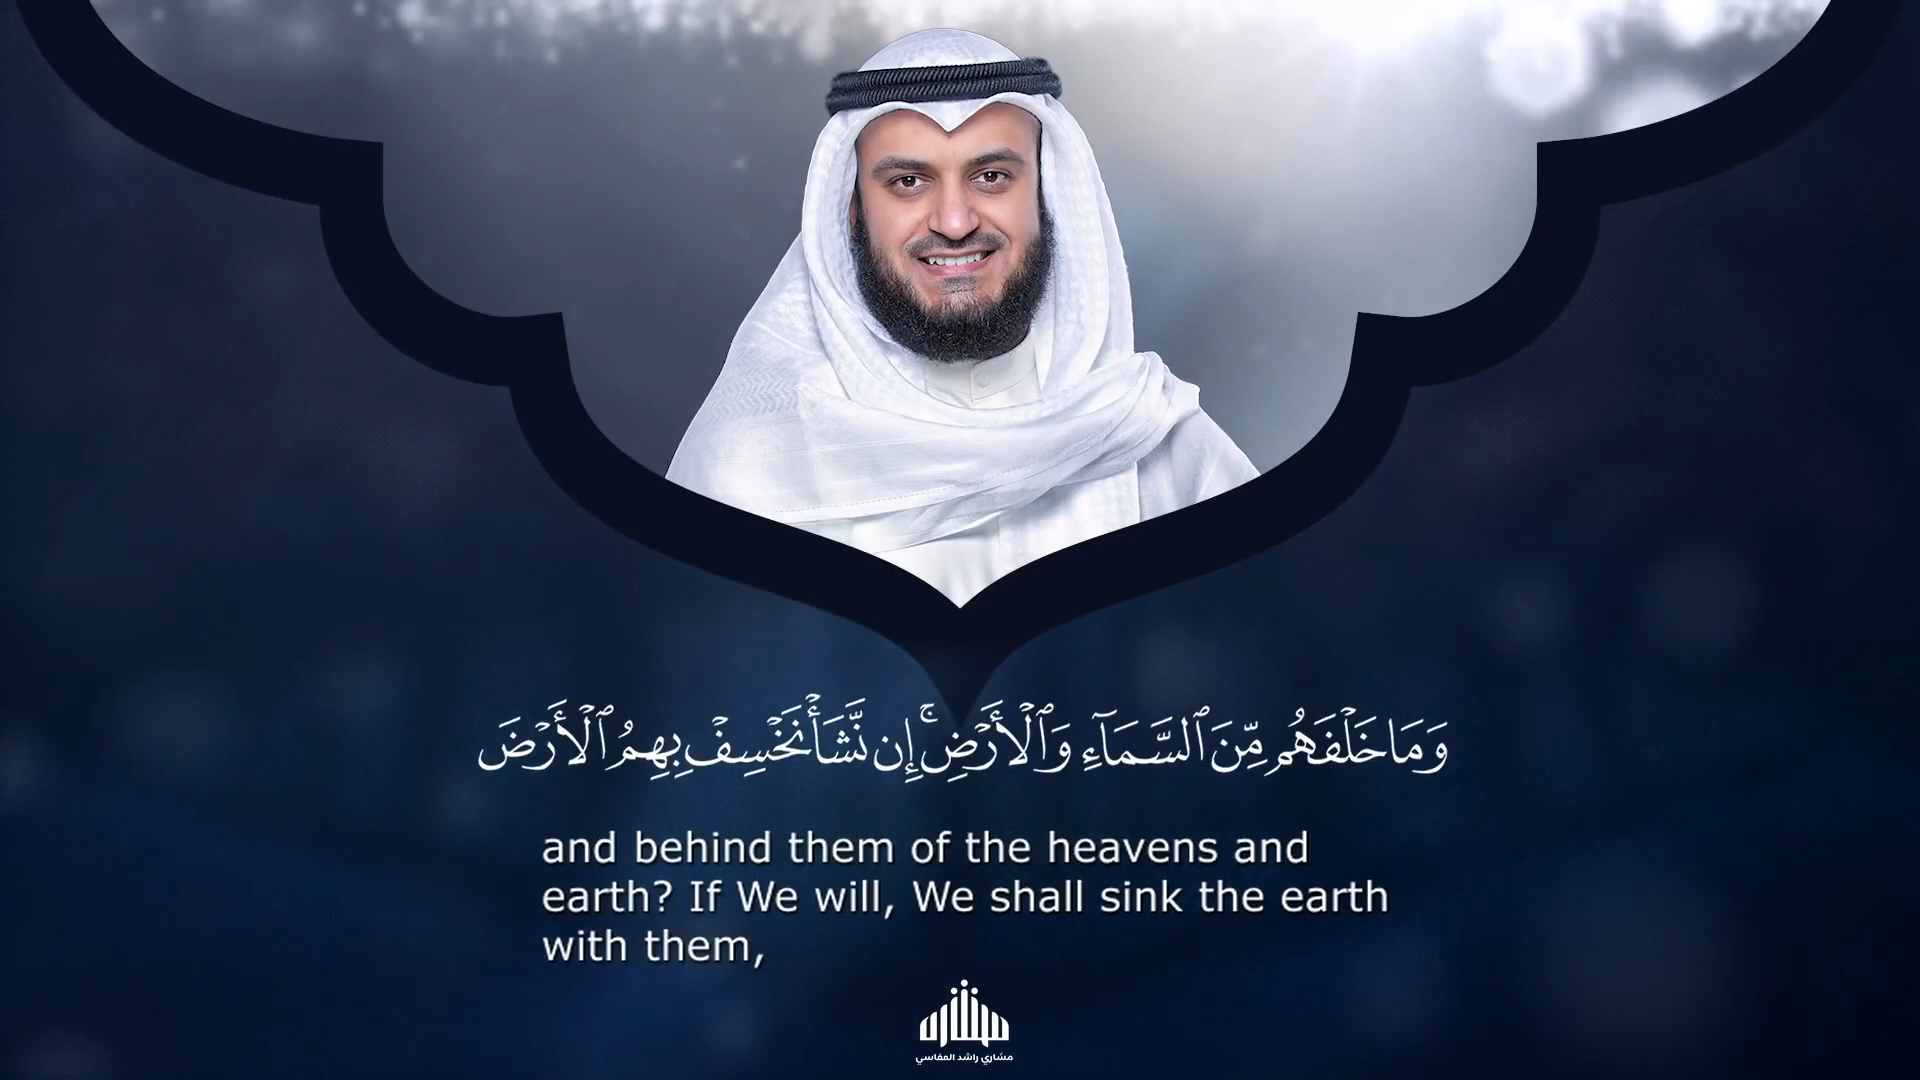 وَمَا خَلْفَهُم مِّنَ ٱلسَّمَآءِ وَٱلْأَرْضِ ۚ إِن نَّشَأْ نَخْسِفْ بِهِمُ ٱلْأَرْضَ
and behind them of the heavens and
earth? If We will, We shall sink the earth
with them,
مشاري
مشاري راشد العفاسي